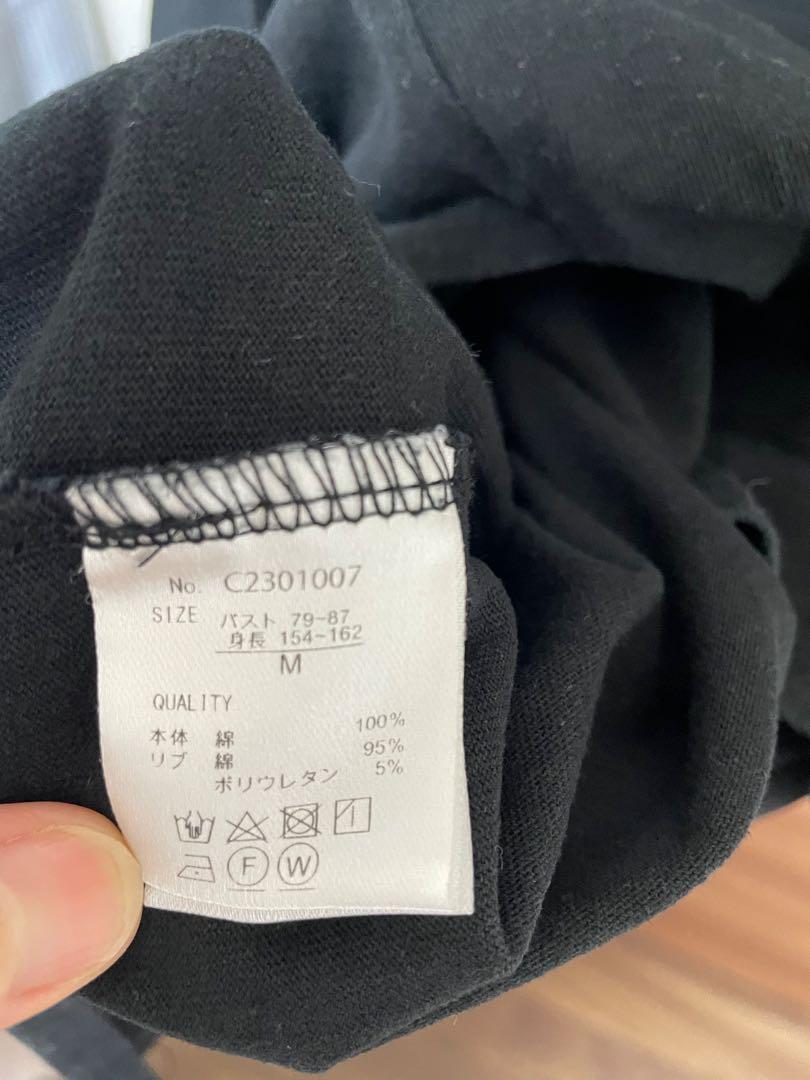 No. C2301007
SIZE バスト 79-87
身長 154~162
M
QUALITY
本体 綿 100%
リブ 綿 95%
ポリウレタン 5%
F W